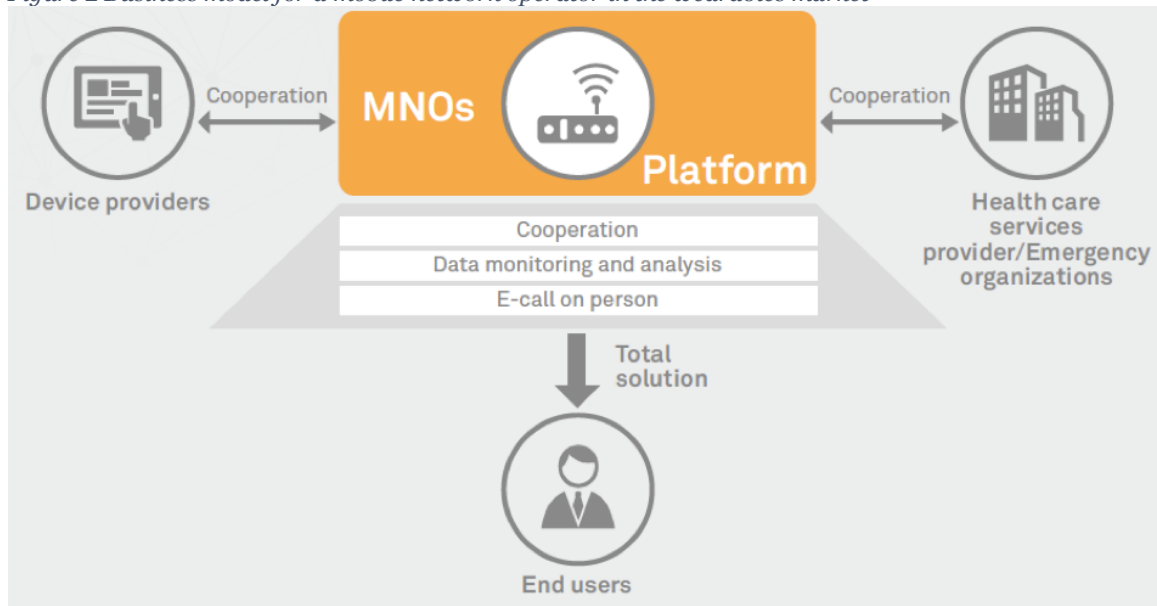 Cooperation
MNOs
Cooperation
Platform
Device providers
Health care
services
provider/Emergency
organizations
Cooperation
Data monitoring and analysis
E-call on person
Total
solution
End users